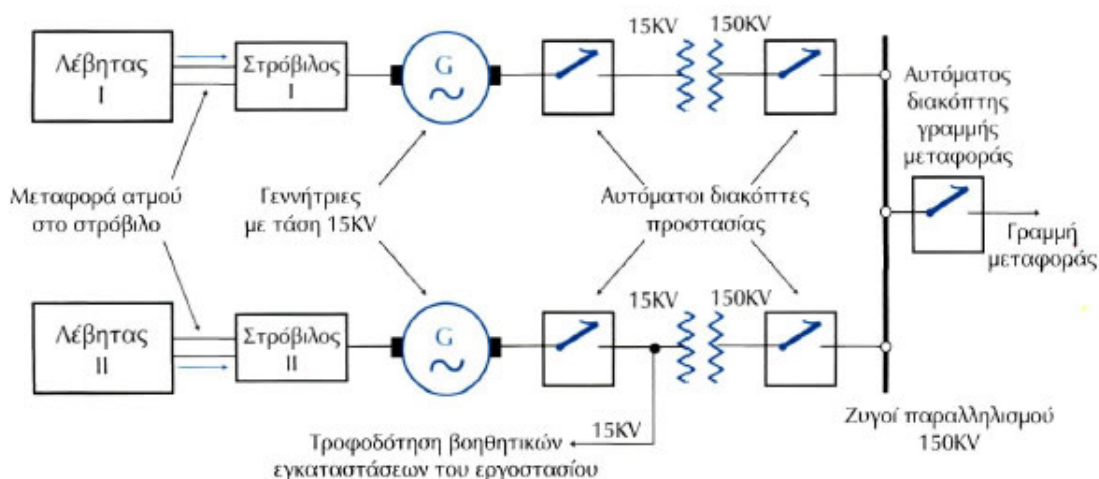 15KV
150KV
Λέβητας
I
Στρόβιλος
I
G
Αυτόματος
διακόπτης
γραμμής
μεταφοράς
Μεταφορά ατμού
στο στρόβιλο
Γεννήτριες
με τάση 15KV
Αυτόματοι διακόπτες
προστασίας
Γραμμή
μεταφοράς
15KV
150KV
Λέβητας
II
Στρόβιλος
II
G
Τροφοδότηση βοηθητικών
εγκαταστάσεων του εργοστασίου
15KV
Ζυγοί παραλληλισμού
150KV